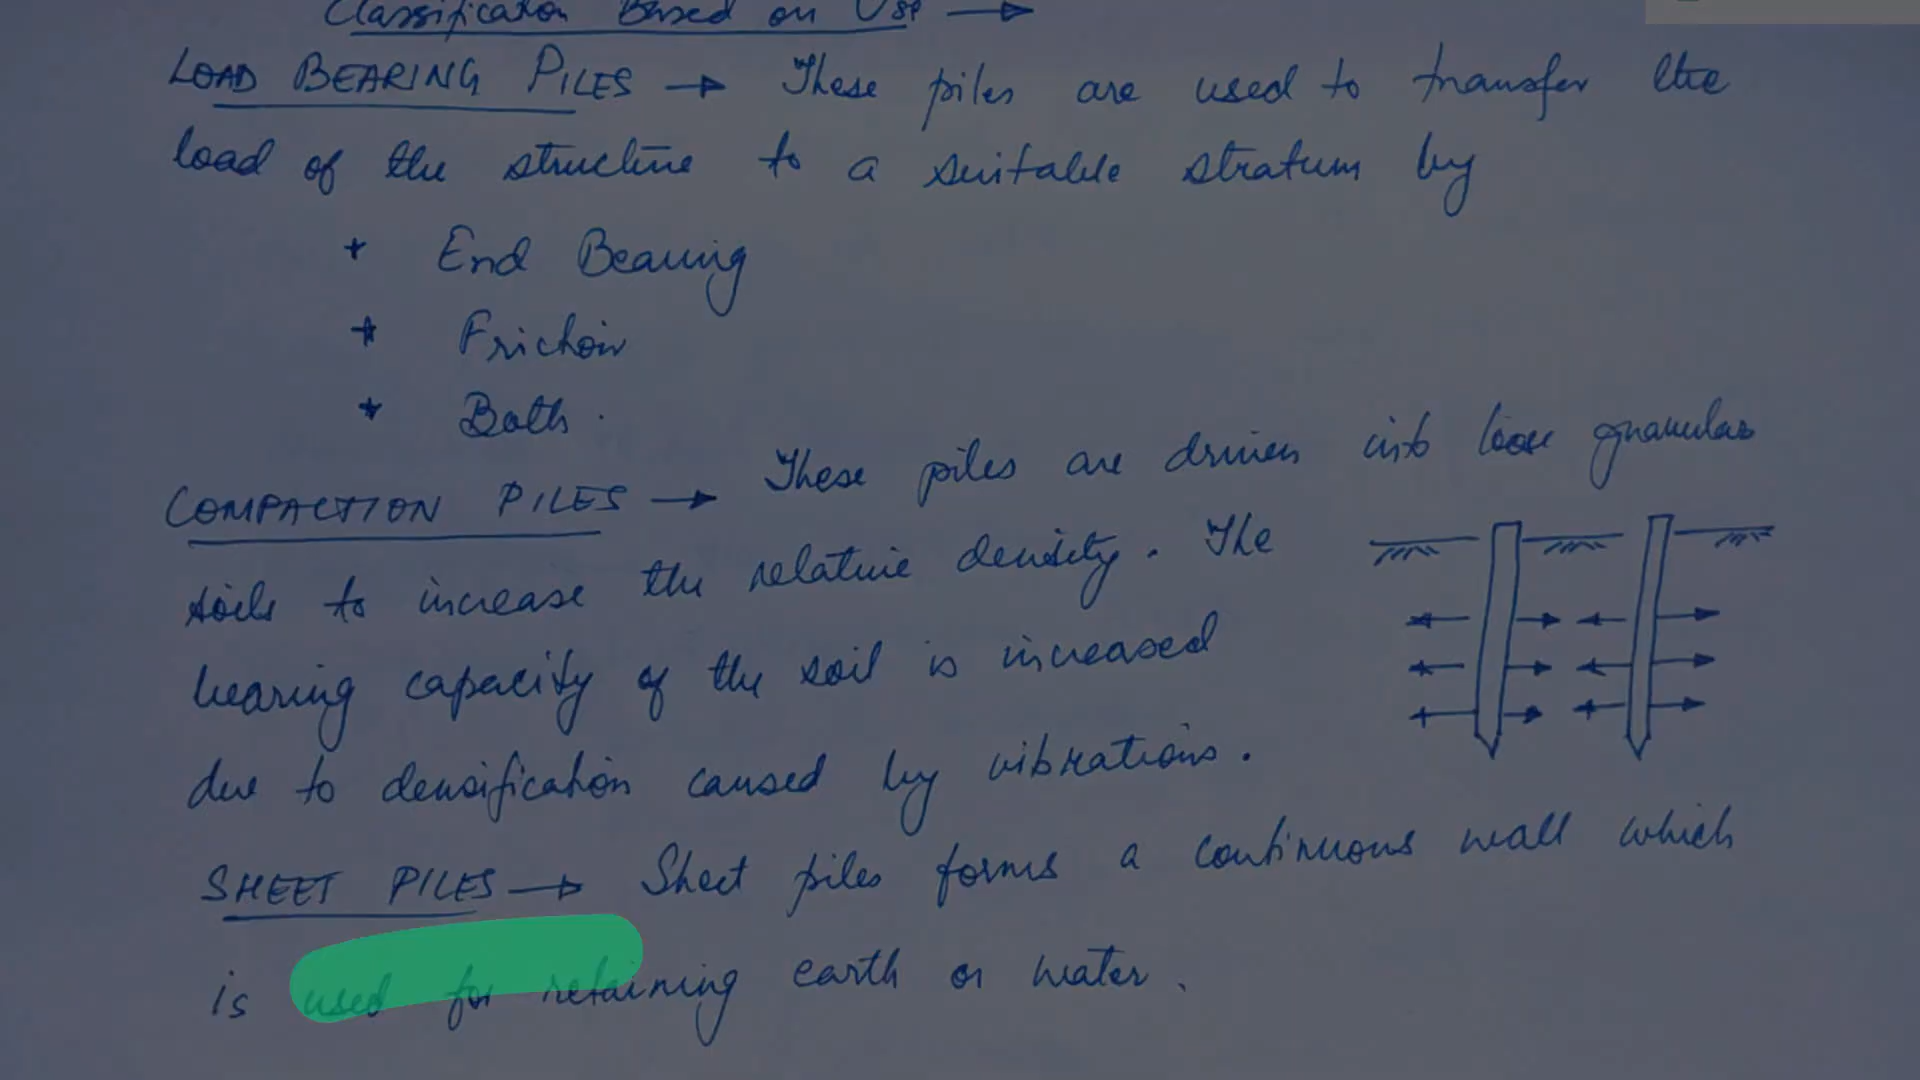 Classification Based on Use →
LOAD BEARING PILES → These piles are used to transfer the
load of the structure to a suitable stratum by
* End Bearing
* Friction
* Both.
COMPACTION PILES → These piles are driven into loose granular
soils to increase the relative density. The
bearing capacity of the soil is increased
due to densification caused by vibrations.
SHEET PILES → Sheet piles forms a continuous wall which
is used for retaining earth or water.